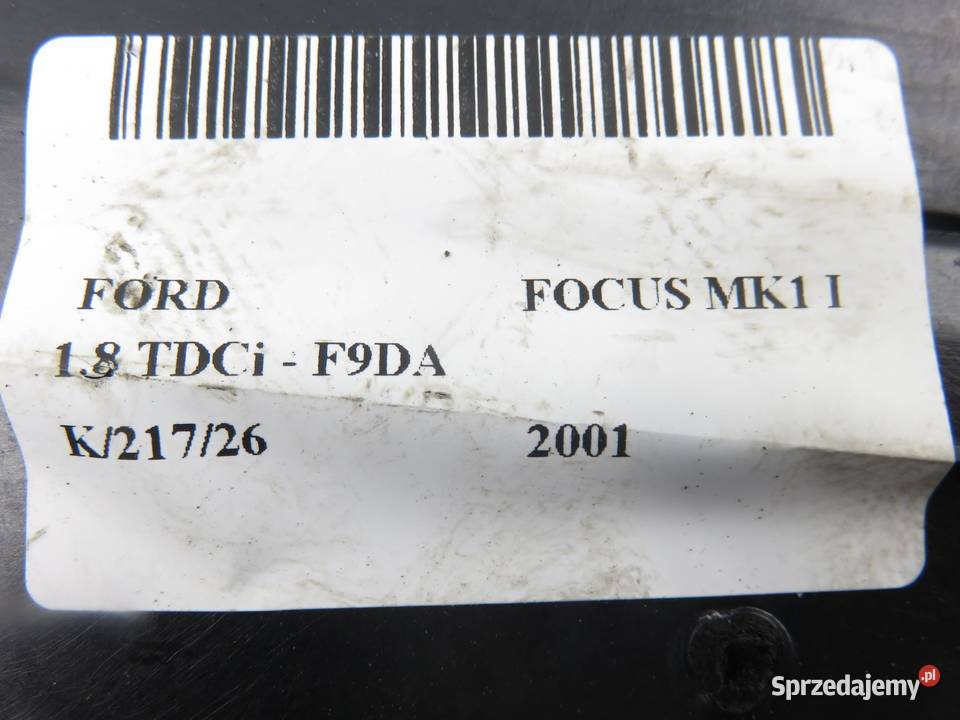 FORD FOCUS MK1 I
1.8 TDCi - F9DA
K/217/26 2001
Sprzedajemy.pl